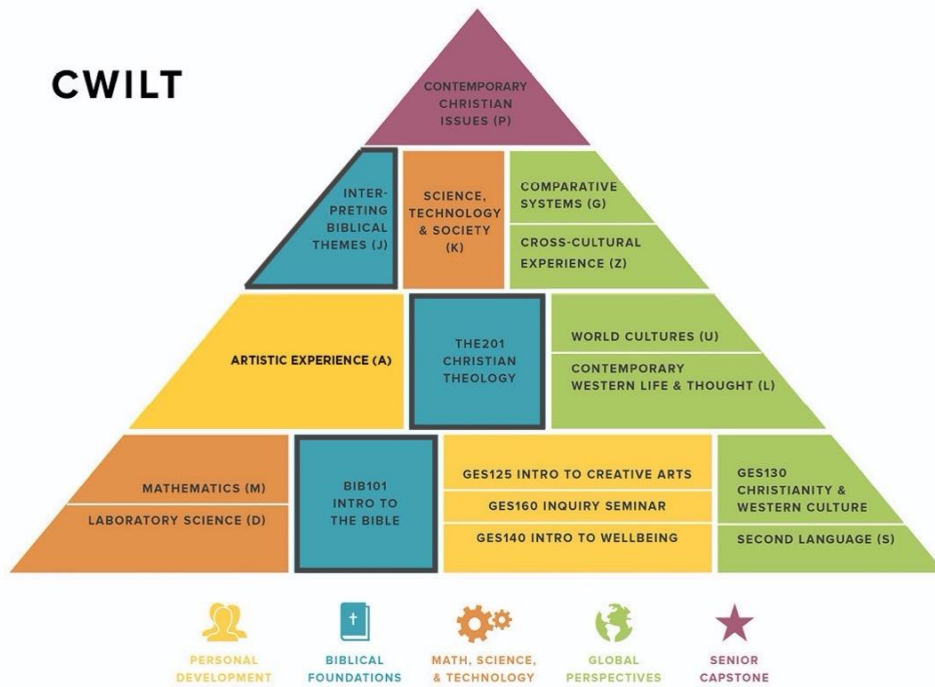 CWILT
CONTEMPORARY
CHRISTIAN
ISSUES (P)
INTER-
PRETING
BIBLICAL
THEMES (J)
SCIENCE,
TECHNOLOGY
& SOCIETY
(K)
COMPARATIVE
SYSTEMS (G)
CROSS-CULTURAL
EXPERIENCE (Z)
ARTISTIC EXPERIENCE (A)
THE201
CHRISTIAN
THEOLOGY
WORLD CULTURES (U)
CONTEMPORARY
WESTERN LIFE & THOUGHT (L)
MATHEMATICS (M)
LABORATORY SCIENCE (D)
BIB101
INTRO TO
THE BIBLE
GES125 INTRO TO CREATIVE ARTS
GES160 INQUIRY SEMINAR
GES140 INTRO TO WELLBEING
GES130
CHRISTIANITY &
WESTERN CULTURE
SECOND LANGUAGE (S)
PERSONAL
DEVELOPMENT
BIBLICAL
FOUNDATIONS
MATH, SCIENCE,
& TECHNOLOGY
GLOBAL
PERSPECTIVES
SENIOR
CAPSTONE